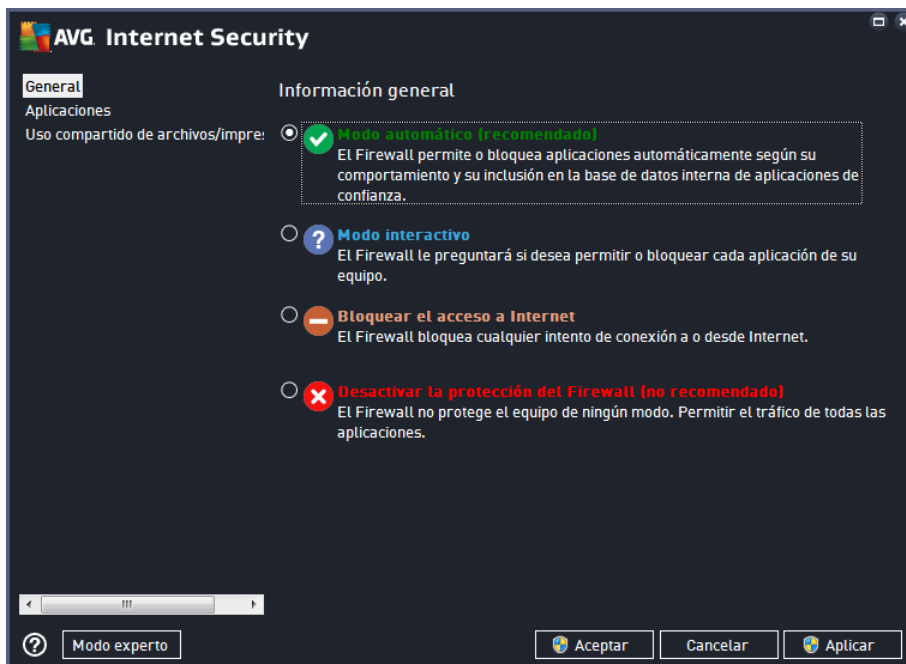 AVG Internet Security
General
Aplicaciones
Uso compartido de archivos/impre
Información general
Modo automático (recomendado)
El Firewall permite o bloquea aplicaciones automáticamente según su
comportamiento y su inclusión en la base de datos interna de aplicaciones de
confianza.
Modo interactivo
El Firewall le preguntará si desea permitir o bloquear cada aplicación de su
equipo.
Bloquear el acceso a Internet
El Firewall bloquea cualquier intento de conexión a o desde Internet.
Desactivar la protección del Firewall (no recomendado)
El Firewall no protege el equipo de ningún modo. Permitir el tráfico de todas las
aplicaciones.
Modo experto
Aceptar
Cancelar
Aplicar